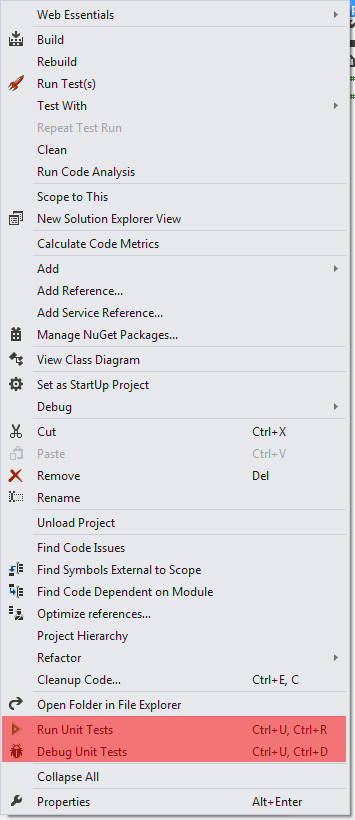 Web Essentials
Build
Rebuild
Run Test(s)
Test With
Repeat Test Run
Clean
Run Code Analysis
Scope to This
New Solution Explorer View
Calculate Code Metrics
Add
Add Reference...
Add Service Reference...
Manage NuGet Packages...
View Class Diagram
Set as StartUp Project
Debug
Cut Ctrl+X
Paste Ctrl+V
Remove Del
Rename
Unload Project
Find Code Issues
Find Symbols External to Scope
Find Code Dependent on Module
Optimize references...
Project Hierarchy
Refactor
Cleanup Code... Ctrl+E, C
Open Folder in File Explorer
Run Unit Tests Ctrl+U, Ctrl+R
Debug Unit Tests Ctrl+U, Ctrl+D
Collapse All
Properties Alt+Enter